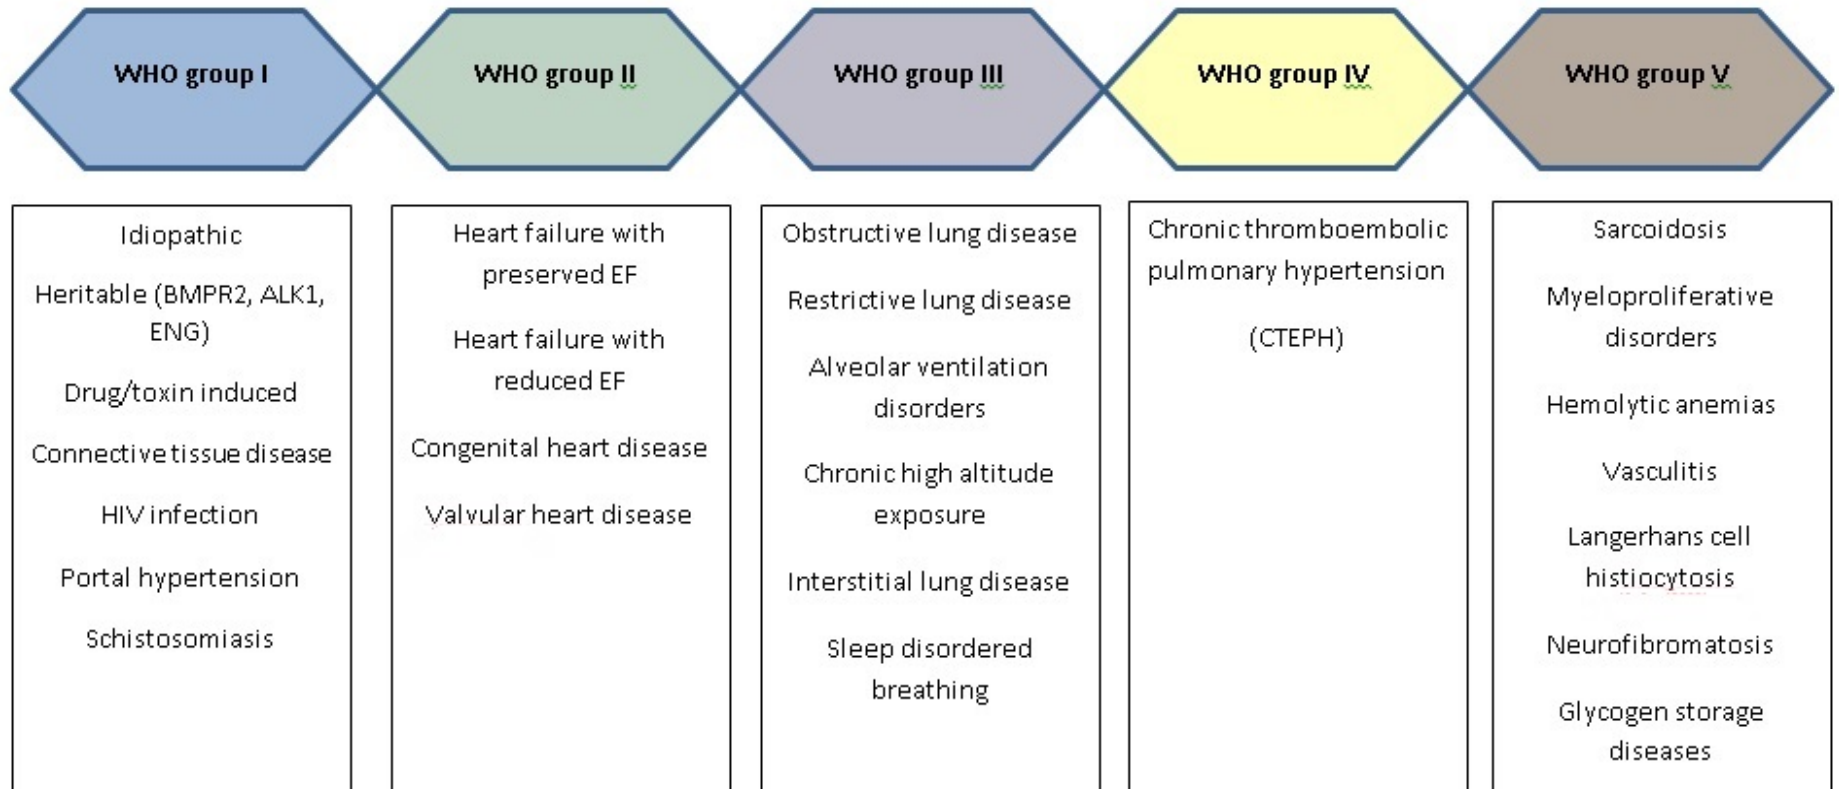 WHO group I
WHO group II
WHO group III
WHO group IV
WHO group V
Idiopathic
Heritable (BMPR2, ALK1,
ENG)
Drug/toxin induced
Connective tissue disease
HIV infection
Portal hypertension
Schistosomiasis
Heart failure with
preserved EF
Heart failure with
reduced EF
Congenital heart disease
Valvular heart disease
Obstructive lung disease
Restrictive lung disease
Alveolar ventilation
disorders
Chronic high altitude
exposure
Interstitial lung disease
Sleep disordered
breathing
Chronic thromboembolic
pulmonary hypertension
(CTEPH)
Sarcoidosis
Myeloproliferative
disorders
Hemolytic anemias
Vasculitis
Langerhans cell
histiocytosis
Neurofibromatosis
Glycogen storage
diseases